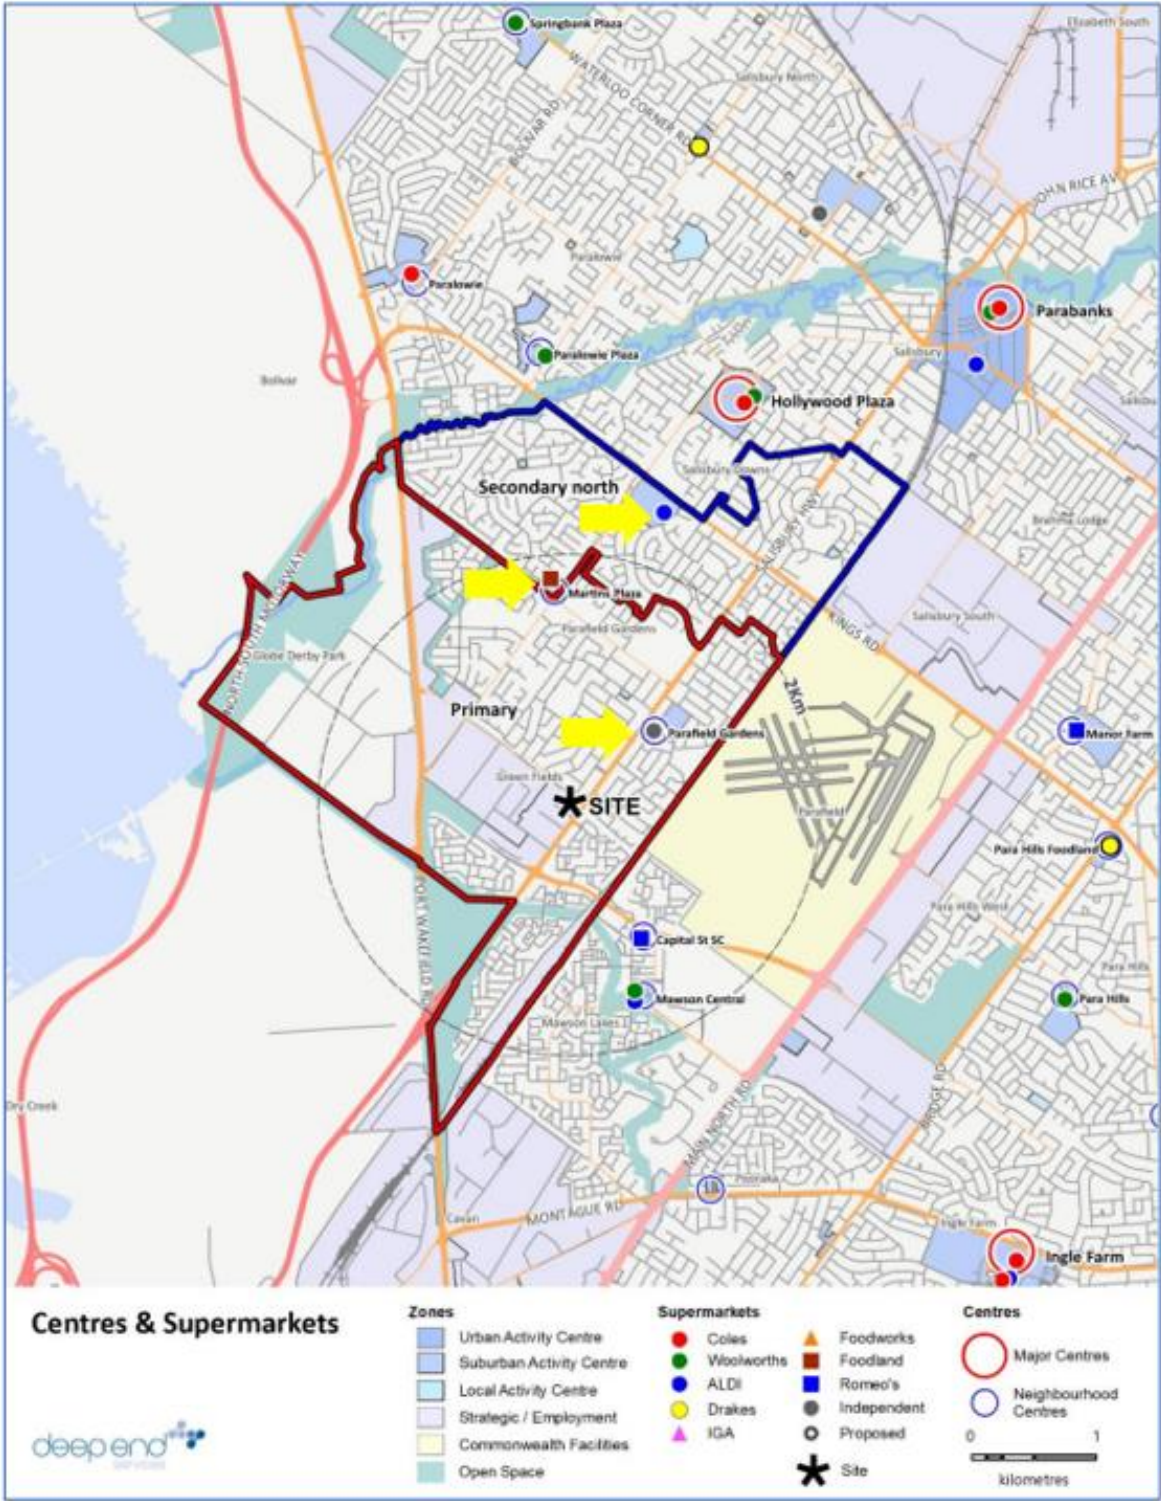 Springbank Plaza
Elizabeth South
WATERLOO CORNER RD
Salisbury North
BOLIVAR RD
JOHN RICE AV
Paralowie
Paralowie
Parabanks
Salisbury
Paralowie Plaza
Bolivar
Hollywood Plaza
Salisbury Downs
Secondary north
SALISBURY HWY
Brahma Lodge
NORTH SOUTH MOTORWAY
Martins Plaza
Parafield Gardens
KINGS RD
Salisbury South
Globe Derby Park
2Km
Primary
Parafield Gardens
Manor Farm
Green Fields
SITE
Parafield
Para Hills Foodland
PORT WAKEFIELD RD
Para Hills West
Capital St SC
Para Hills
Mawson Central
Para Hills
Mawson Lakes
Dry Creek
BRIDGE RD
MAIN NORTH RD
Pooraka
MONTAGUE RD
Cavan
Ingle Farm
Ingle Farm
Centres & Supermarkets
Zones
Urban Activity Centre
Suburban Activity Centre
Local Activity Centre
Strategic / Employment
Commonwealth Facilities
Open Space
Supermarkets
Coles
Woolworths
ALDI
Drakes
IGA
Foodworks
Foodland
Romeo's
Independent
Proposed
Site
Centres
Major Centres
Neighbourhood
Centres
0 1
kilometres
deep end
services